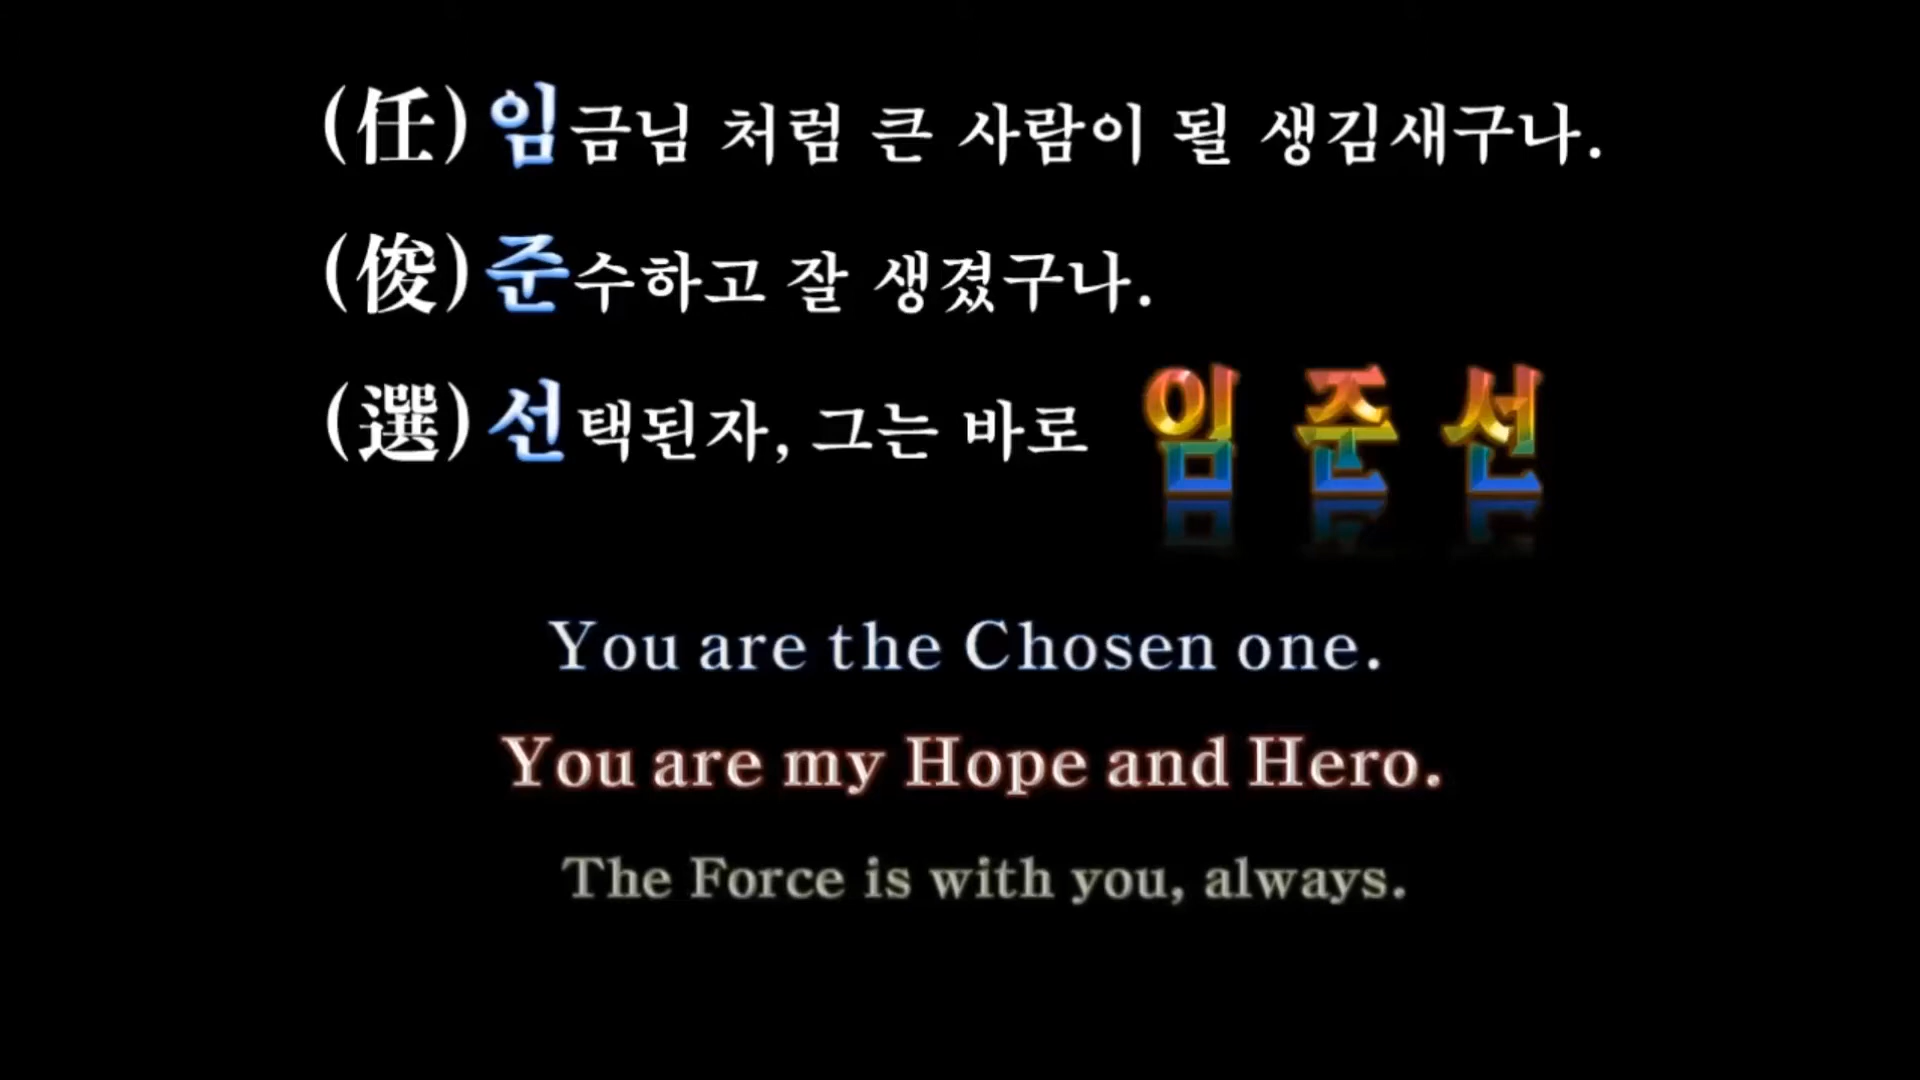 (任) 임금님 처럼 큰 사람이 될 생김새구나.
(俊) 준수하고 잘 생겼구나.
(選) 선택된자, 그는 바로 임 준 선
You are the Chosen one.
You are my Hope and Hero.
The Force is with you, always.